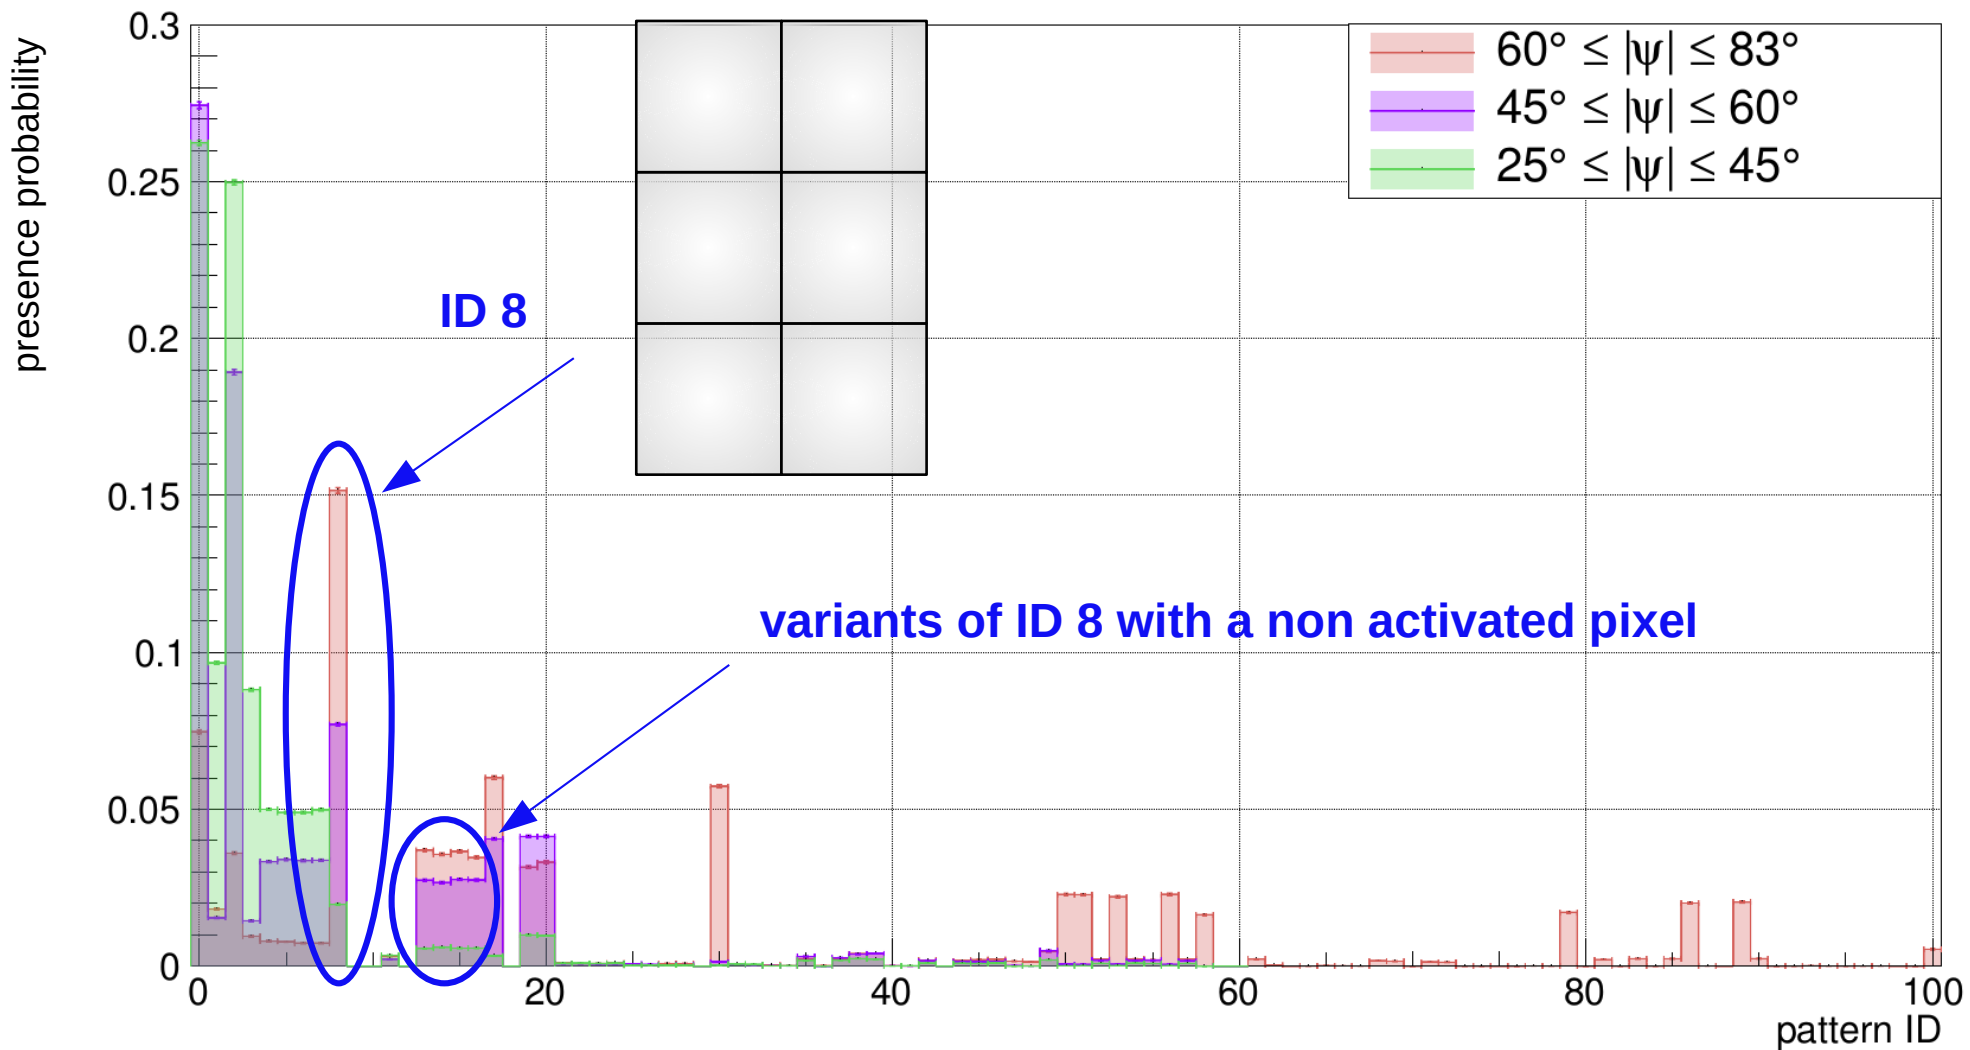 presence probability
0.3
0.25
0.2
0.15
0.1
0.05
0
60° ≤ |ψ| ≤ 83°
45° ≤ |ψ| ≤ 60°
25° ≤ |ψ| ≤ 45°
ID 8
variants of ID 8 with a non activated pixel
0 20 40 60 80 100
pattern ID